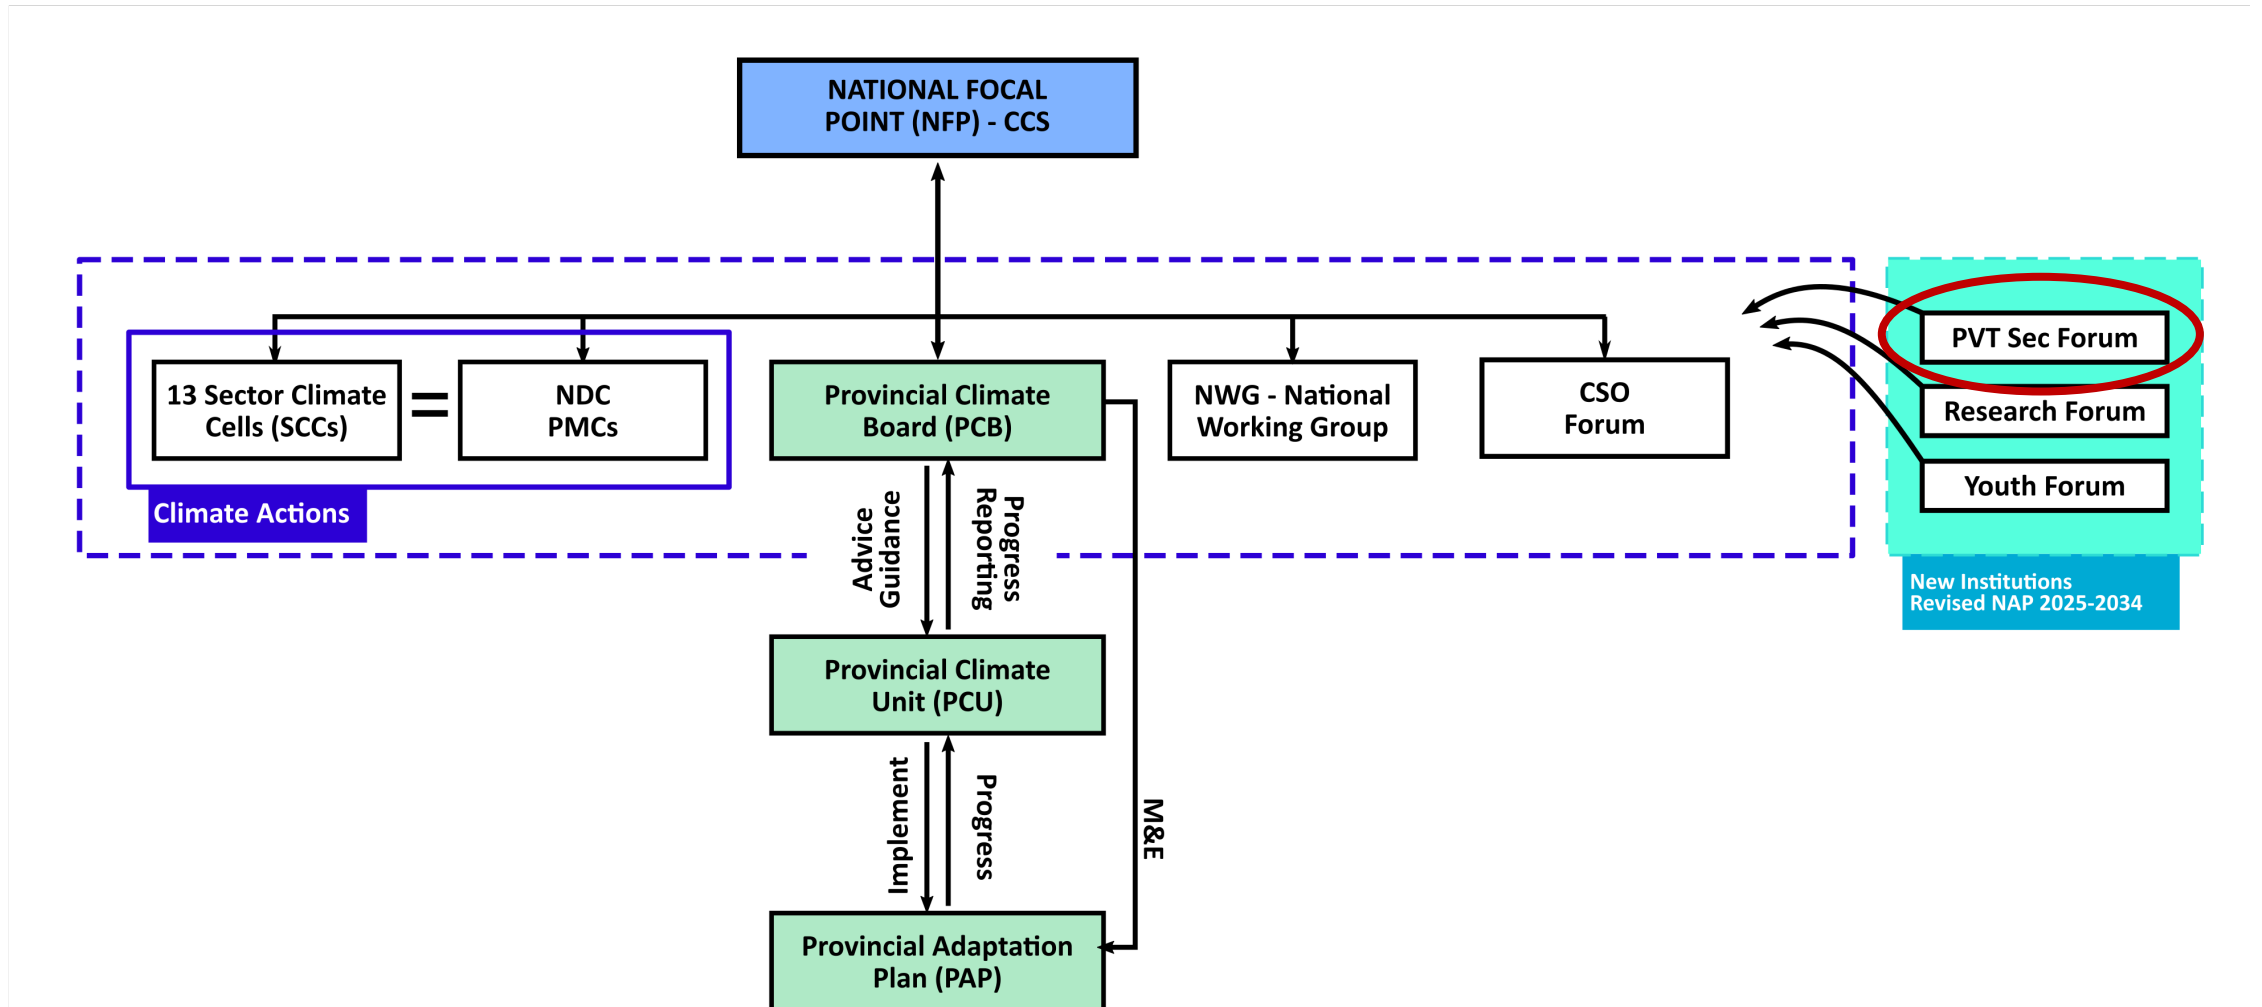 NATIONAL FOCAL
POINT (NFP) - CCS
13 Sector Climate
Cells (SCCs)
=
NDC
PMCs
Provincial Climate
Board (PCB)
NWG - National
Working Group
CSO
Forum
PVT Sec Forum
Research Forum
Youth Forum
Climate Actions
New Institutions
Revised NAP 2025-2034
Advice
Guidance
Progress
Reporting
Provincial Climate
Unit (PCU)
Implement
Progress
M&E
Provincial Adaptation
Plan (PAP)